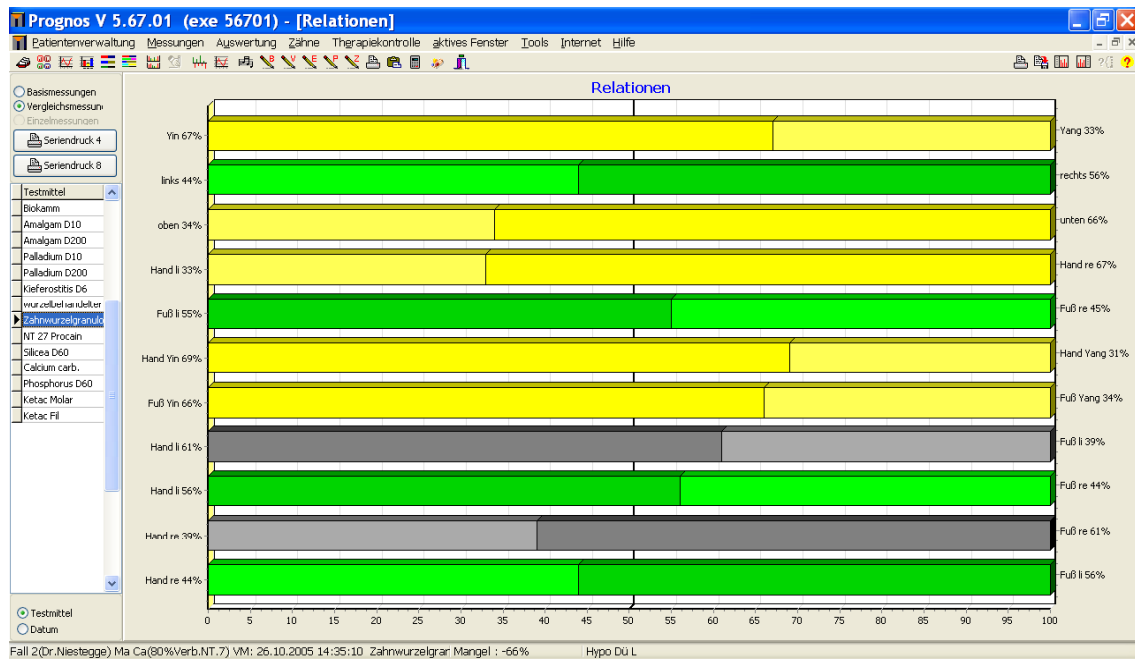 Prognos V 5.67.01 (exe 56701) - [Relationen]
Patientenverwaltung Messungen Auswertung Zähne Therapiekontrolle aktives Fenster Tools Internet Hilfe
Basismessungen
Vergleichsmessun
Einzelmessungen
Seriendruck 4
Seriendruck 8
Testmittel
Biokamm
Amalgam D10
Amalgam D200
Palladium D10
Palladium D200
Kieferostitis D6
wurzelbehandelter
Zahnwurzelgranulo
NT 27 Procain
Silicea D60
Calcium carb.
Phosphorus D60
Ketac Molar
Ketac Fil
Testmittel
Datum
Relationen
Yin 67% Yang 33%
links 44% rechts 56%
oben 34% unten 66%
Hand li 33% Hand re 67%
Fuß li 55% Fuß re 45%
Hand Yin 69% Hand Yang 31%
Fuß Yin 66% Fuß Yang 34%
Hand li 61% Fuß li 39%
Hand li 56% Fuß re 44%
Hand re 39% Fuß re 61%
Hand re 44% Fuß li 56%
0 5 10 15 20 25 30 35 40 45 50 55 60 65 70 75 80 85 90 95 100
Fall 2(Dr.Niestegge) Ma Ca(80%Verb.NT.7) VM: 26.10.2005 14:35:10 Zahnwurzelgrar Mangel : -66% Hypo Dü L